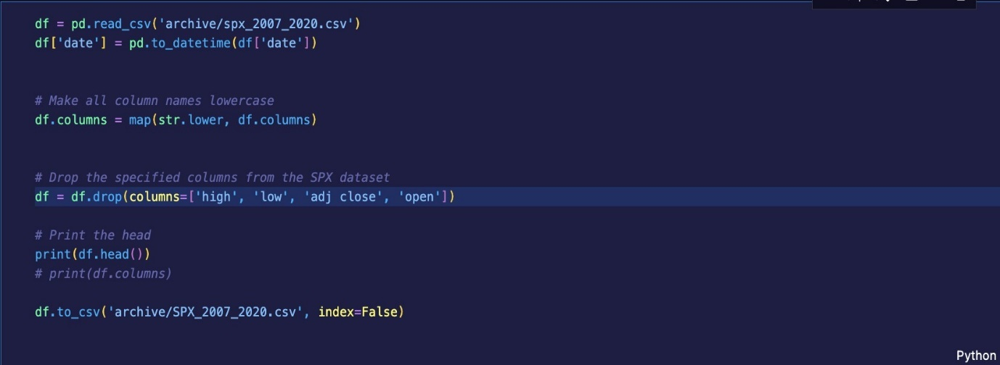 df = pd.read_csv('archive/spx_2007_2020.csv')
df['date'] = pd.to_datetime(df['date'])
# Make all column names lowercase
df.columns = map(str.lower, df.columns)
# Drop the specified columns from the SPX dataset
df = df.drop(columns=['high', 'low', 'adj close', 'open'])
# Print the head
print(df.head())
# print(df.columns)
df.to_csv('archive/SPX_2007_2020.csv', index=False)
Python